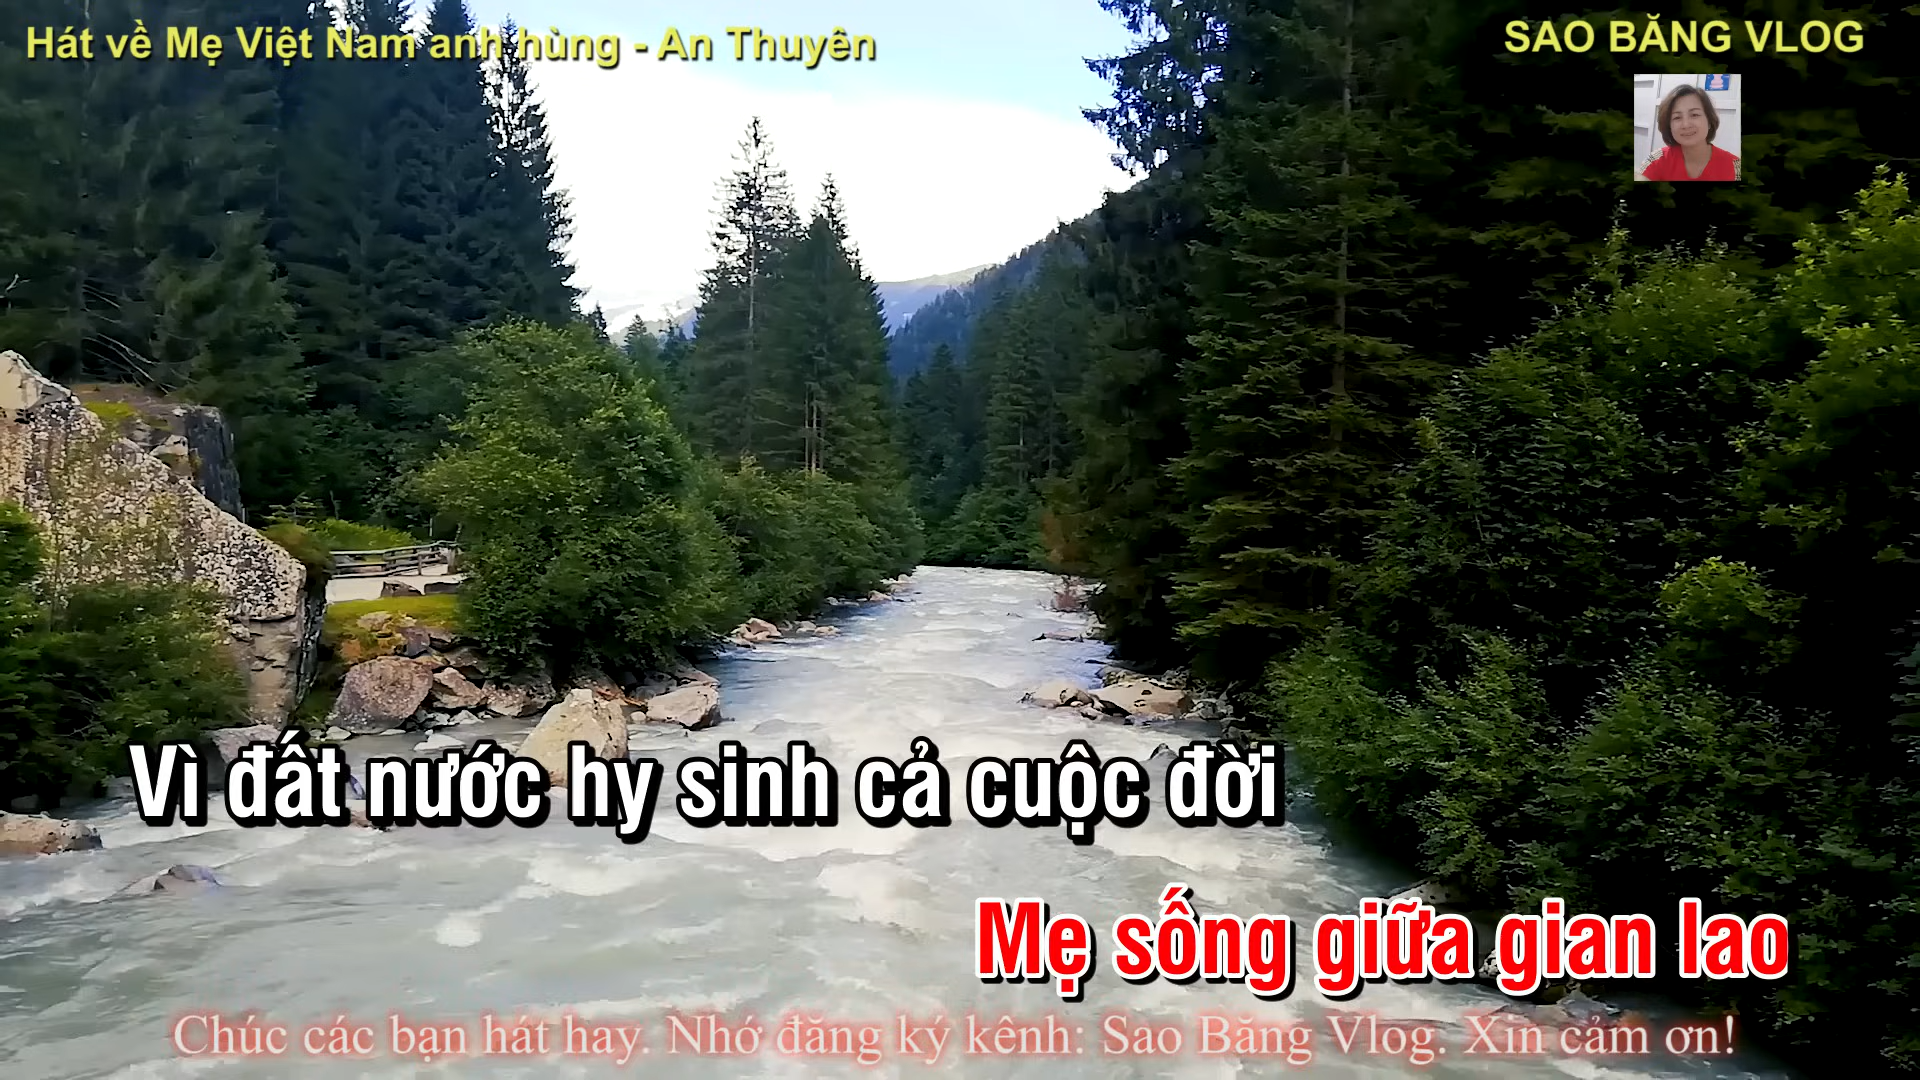 Hát về Mẹ Việt Nam anh hùng - An Thuyên
SAO BĂNG VLOG
Vì đất nước hy sinh cả cuộc đời
Mẹ sống giữa gian lao
Chúc các bạn hát hay. Nhớ đăng ký kênh: Sao Băng Vlog. Xin cảm ơn!